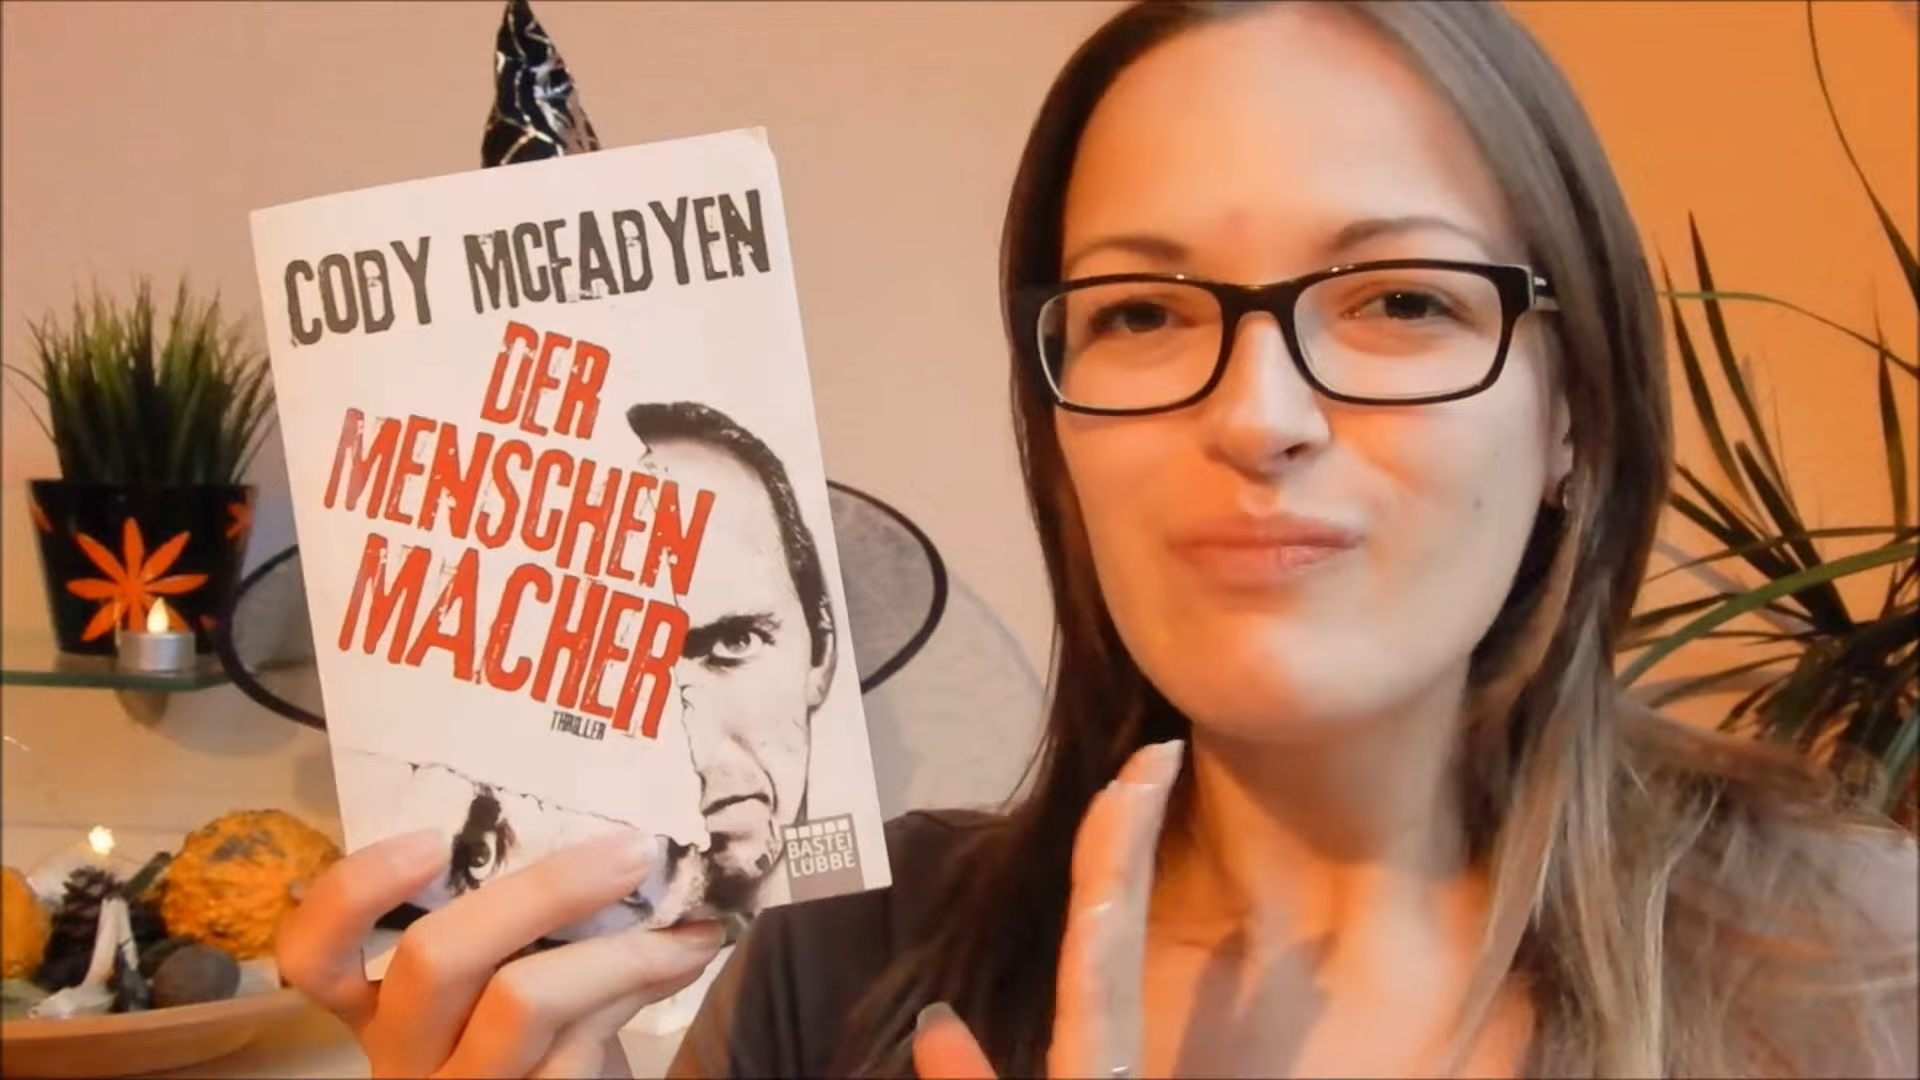 CODY MCFADYEN
DER
MENSCHEN
MACHER
THRILLER
BASTEI
LÜBBE